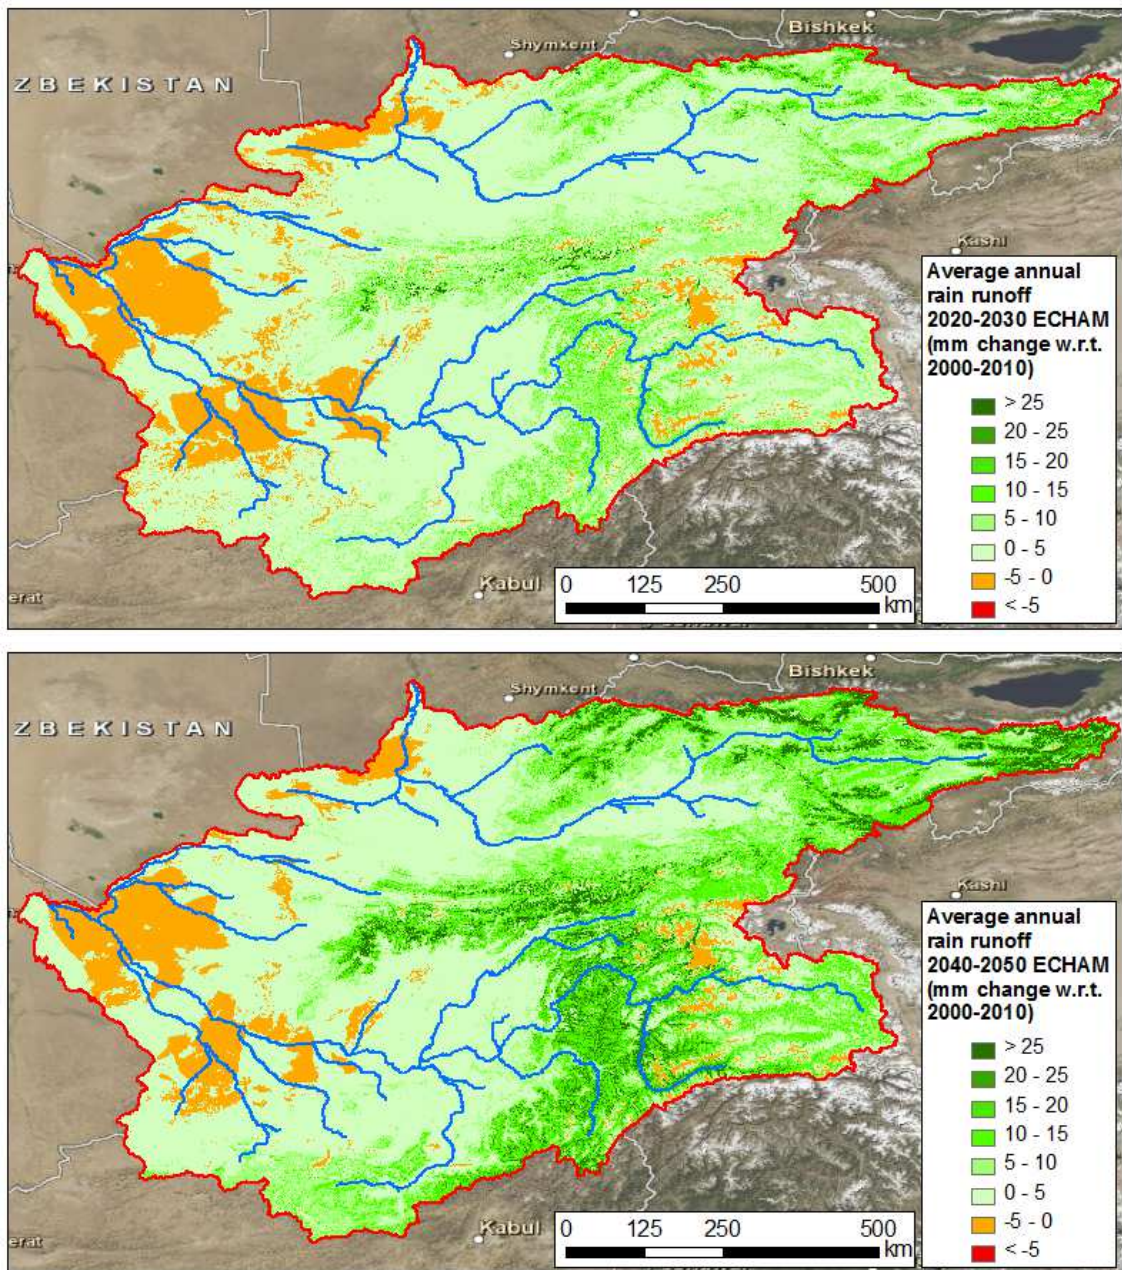 Bishkek
Shymkent
ZBEKISTAN
Kashi
Average annual
rain runoff
2020-2030 ECHAM
(mm change w.r.t.
2000-2010)
> 25
20 - 25
15 - 20
10 - 15
5 - 10
0 - 5
-5 - 0
< -5
Kabul
erat
0 125 250 500
km
Bishkek
Shymkent
ZBEKISTAN
Kashi
Average annual
rain runoff
2040-2050 ECHAM
(mm change w.r.t.
2000-2010)
> 25
20 - 25
15 - 20
10 - 15
5 - 10
0 - 5
-5 - 0
< -5
Kabul
erat
0 125 250 500
km